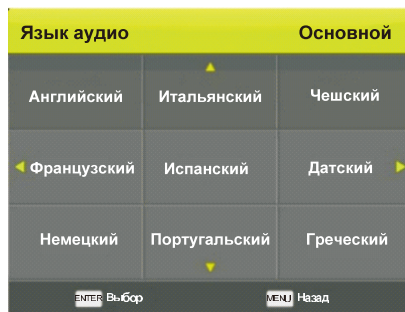 Язык аудио Основной
Английский Итальянский Чешский
Французский Испанский Датский
Немецкий Португальский Греческий
ENTER Выбор MENU Назад